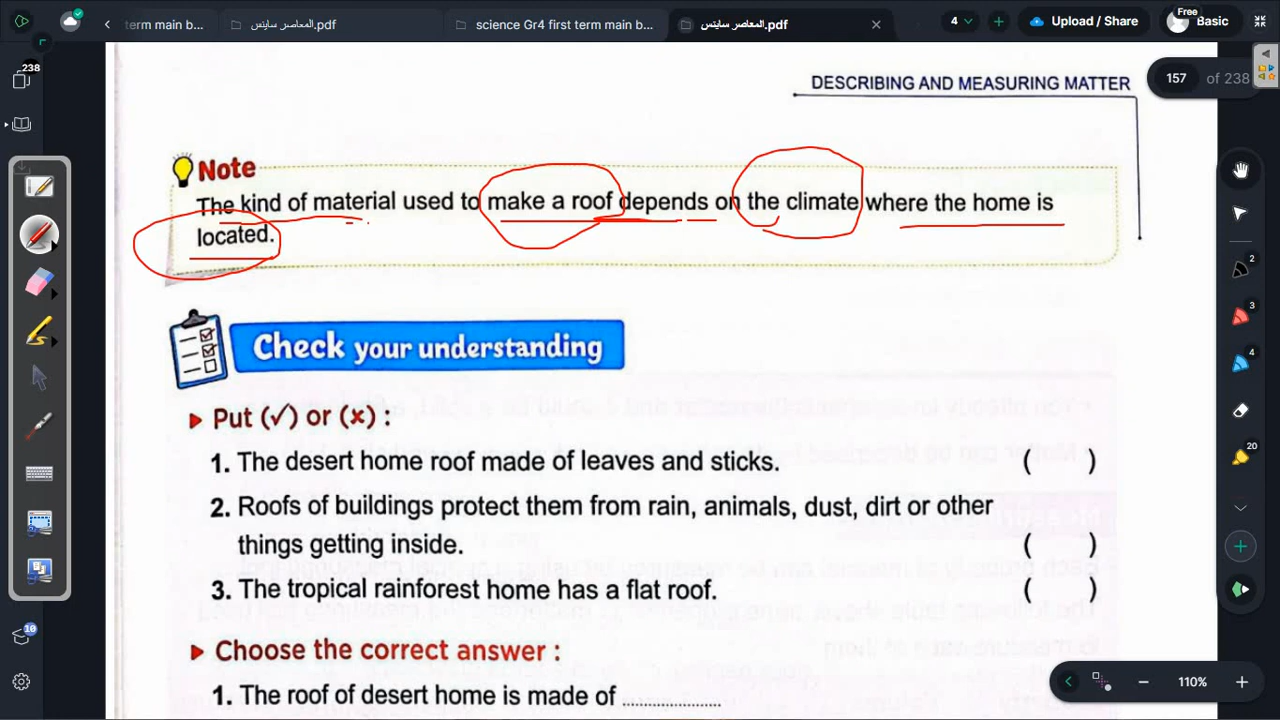 term main b...
المعاصر ساينس.pdf
science Gr4 first term main b...
المعاصر ساينس.pdf
4
Upload / Share
Free
Basic
238
157 of 238
DESCRIBING AND MEASURING MATTER
Note
The kind of material used to make a roof depends on the climate where the home is
located.
Check your understanding
Put (✓) or (×) :
1. The desert home roof made of leaves and sticks. ( )
2. Roofs of buildings protect them from rain, animals, dust, dirt or other
things getting inside. ( )
3. The tropical rainforest home has a flat roof. ( )
Choose the correct answer :
1. The roof of desert home is made of ....................
2
3
4
20
10
110%